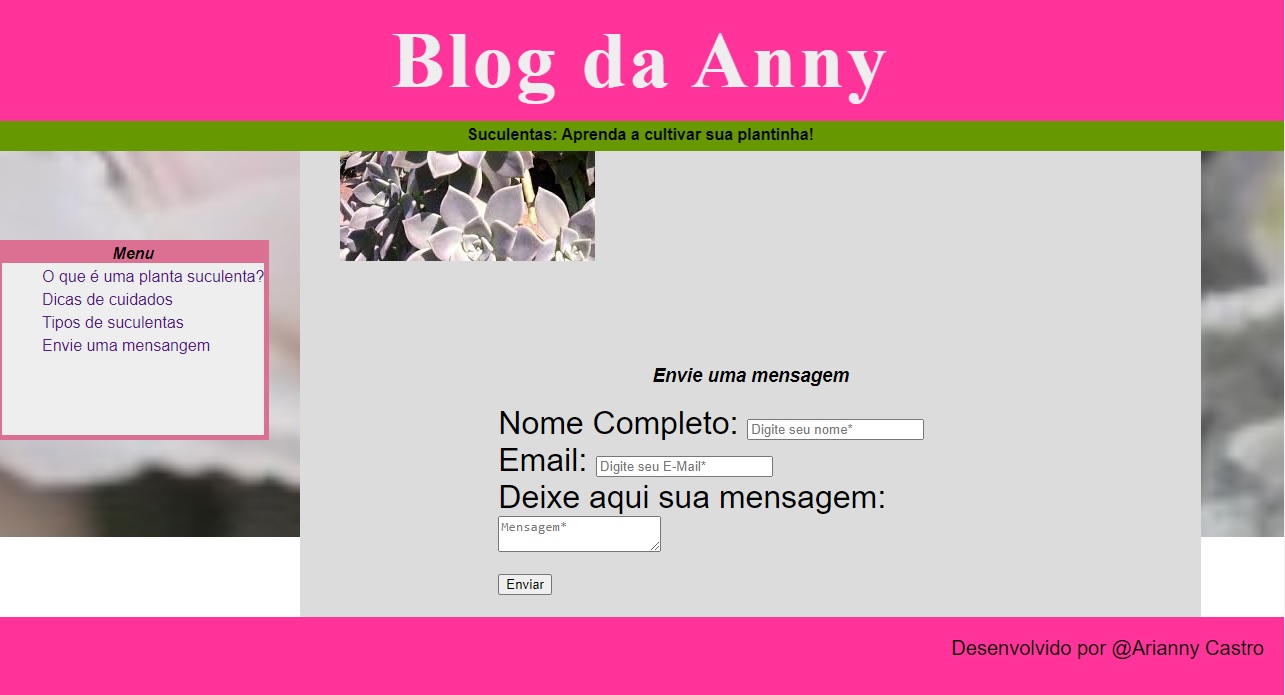 Blog da Anny
Suculentas: Aprenda a cultivar sua plantinha!
Menu
O que é uma planta suculenta?
Dicas de cuidados
Tipos de suculentas
Envie uma mensangem
Envie uma mensagem
Nome Completo: Digite seu nome*
Email: Digite seu E-Mail*
Deixe aqui sua mensagem:
Mensagem*
Enviar
Desenvolvido por @Arianny Castro